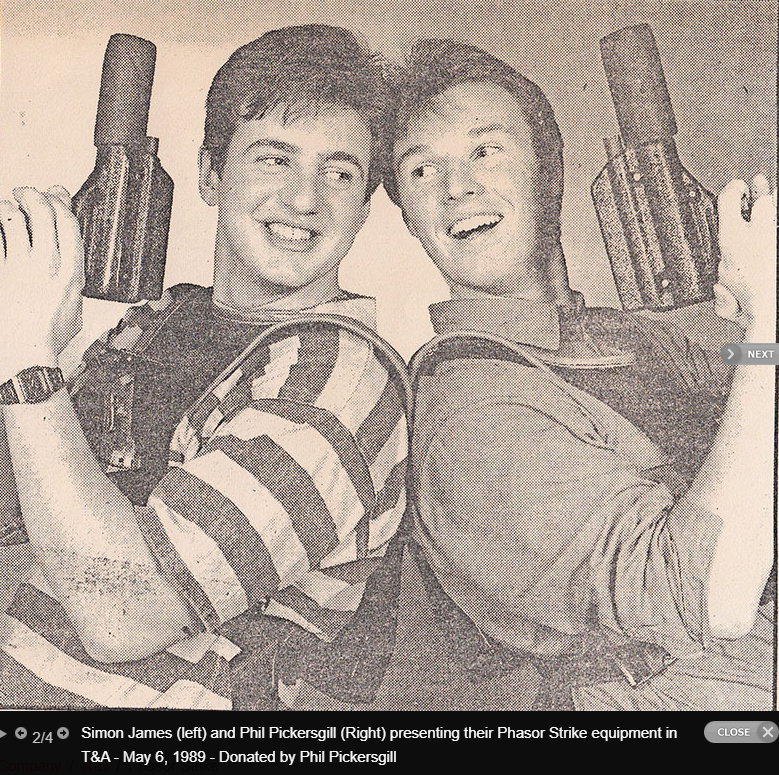 NEXT
2/4
Simon James (left) and Phil Pickersgill (Right) presenting their Phasor Strike equipment in
T&A - May 6, 1989 - Donated by Phil Pickersgill
CLOSE